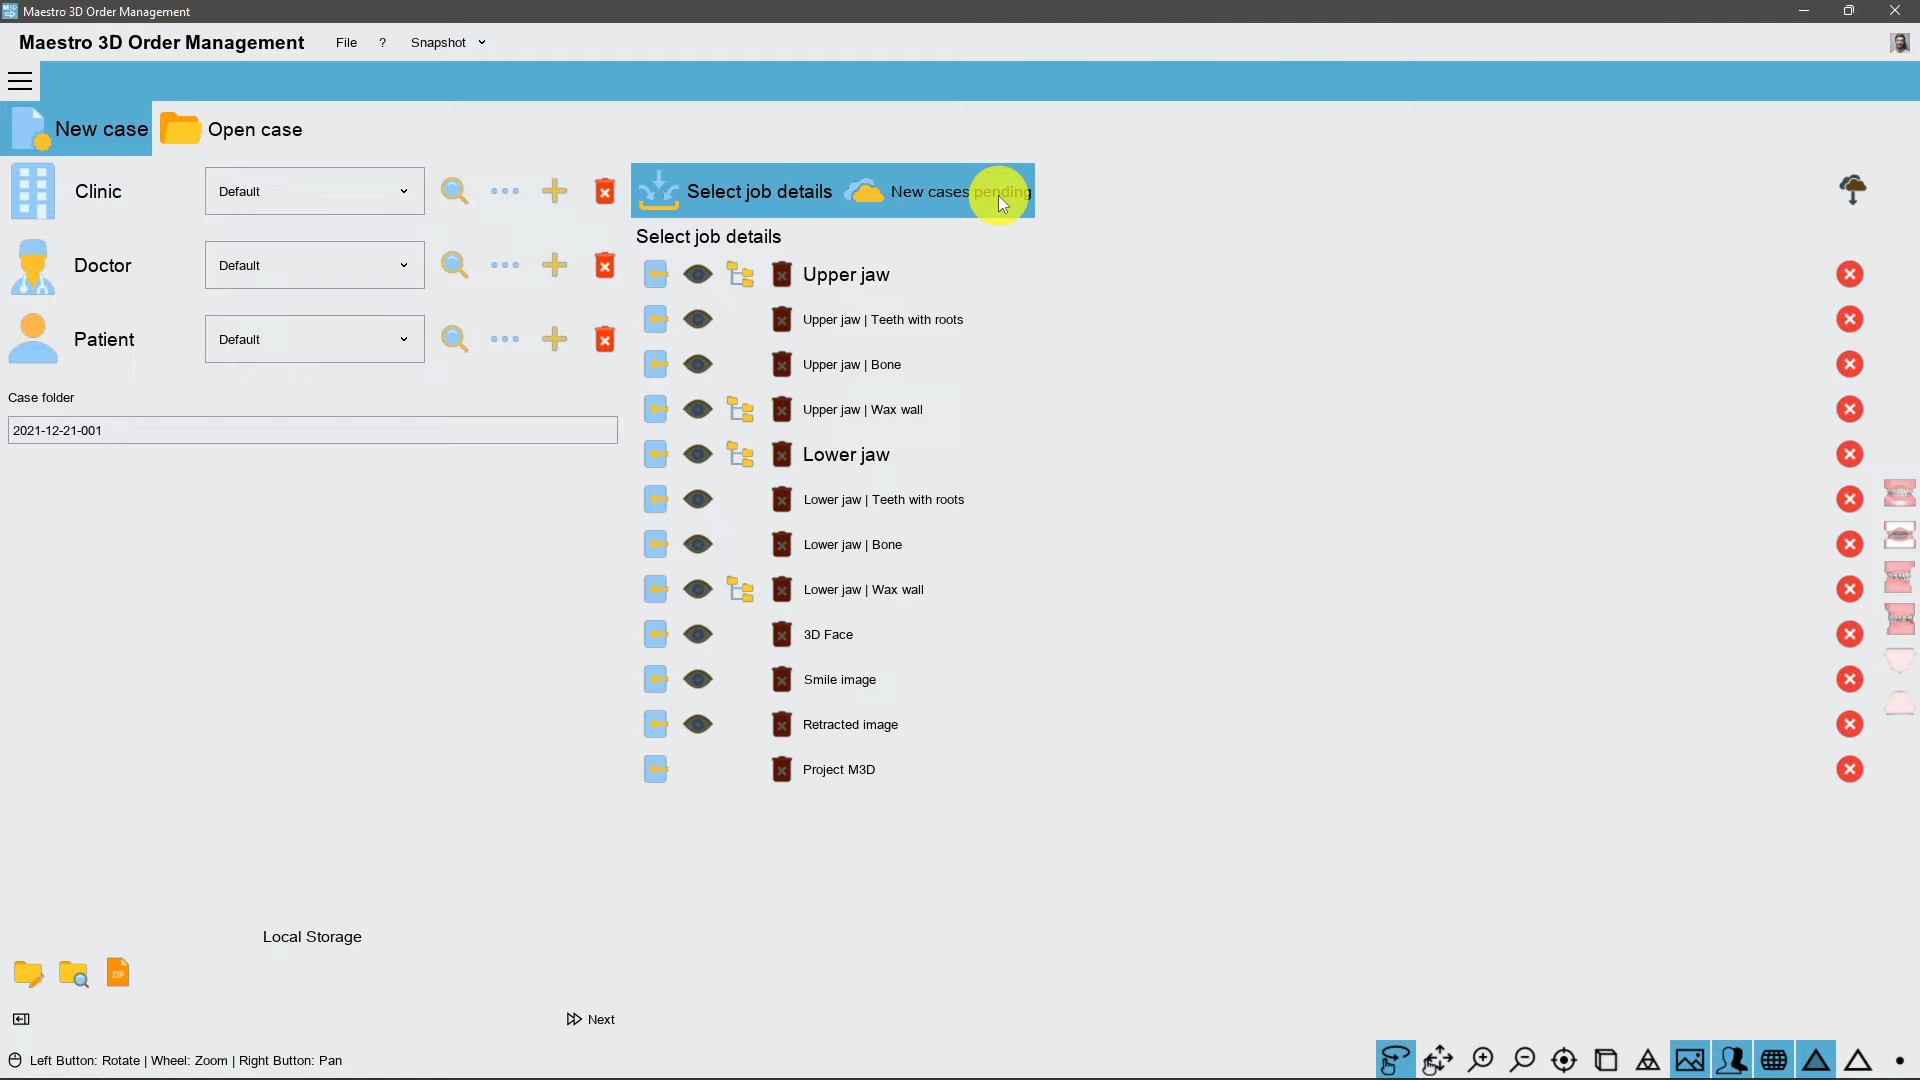 Maestro 3D Order Management
Maestro 3D Order Management File ? Snapshot
New case Open case
Clinic Default
Select job details New cases pending
Select job details
Doctor Default
Patient Default
Case folder
2021-12-21-001
Upper jaw
Upper jaw | Teeth with roots
Upper jaw | Bone
Upper jaw | Wax wall
Lower jaw
Lower jaw | Teeth with roots
Lower jaw | Bone
Lower jaw | Wax wall
3D Face
Smile image
Retracted image
Project M3D
Local Storage
ZIP
Next
Left Button: Rotate | Wheel: Zoom | Right Button: Pan